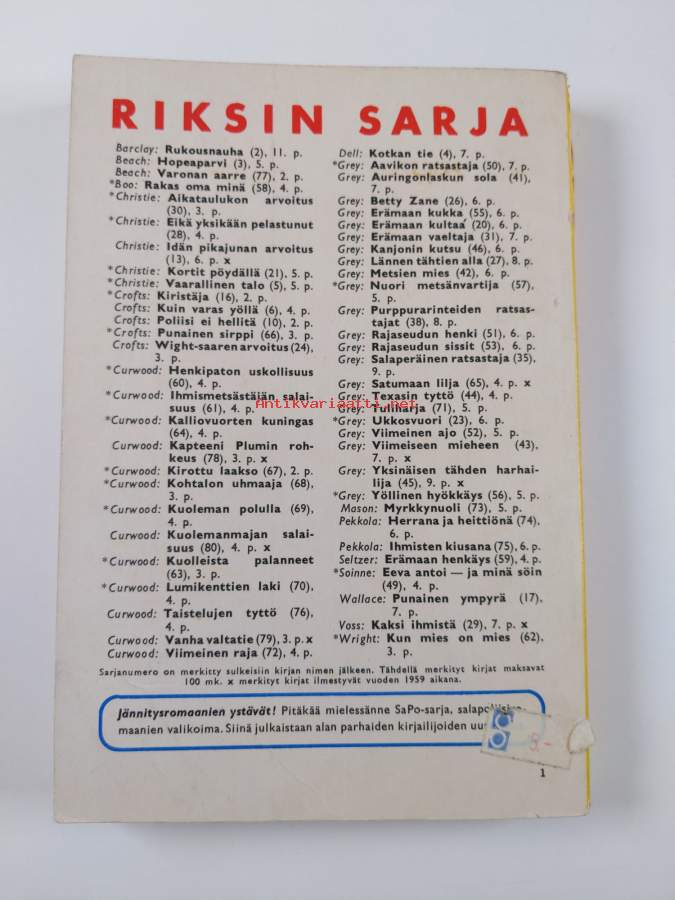 RIKSIN SARJA
Barclay: Rukousnauha (2), 11. p.
Beach: Hopeaparvi (3), 5. p.
Beach: Varonan aarre (77), 2. p.
*Boo: Rakas oma minä (58), 4. p.
*Christie: Aikataulukon arvoitus
(30), 3. p.
*Christie: Eikä yksikään pelastunut
(28), 4. p.
Christie: Idän pikajunan arvoitus
(13), 6. p. x
*Christie: Kortit pöydällä (21), 5. p.
*Christie: Vaarallinen talo (5), 5. p.
*Crofts: Kiristäjä (16), 2. p.
Crofts: Kuin varas yöllä (6), 4. p.
Crofts: Poliisi ei hellitä (10), 2. p.
*Crofts: Punainen sirppi (66), 3. p.
Crofts: Wight-saaren arvoitus (24),
3. p.
*Curwood: Henkipaton uskollisuus
(60), 4. p.
*Curwood: Ihmismetsästäjän salai-
suus (61), 4. p.
*Curwood: Kalliovuorten kuningas
(64), 4. p.
Curwood: Kapteeni Plumin roh-
keus (78), 3. p. x
*Curwood: Kirottu laakso (67), 2. p.
*Curwood: Kohtalon uhmaaja (68),
3. p.
*Curwood: Kuoleman polulla (69),
4. p.
Curwood: Kuolemanmajan salai-
suus (80), 4. p. x
*Curwood: Kuolleista palanneet
(63), 3. p.
*Curwood: Lumikenttien laki (70),
4. p.
Curwood: Taistelujen tyttö (76),
4. p.
Curwood: Vanha valtatie (79), 3. p. x
Curwood: Viimeinen raja (72), 4. p.
Dell: Kotkan tie (4), 7. p.
*Grey: Aavikon ratsastaja (50), 7. p.
Grey: Auringonlaskun sola (41),
7. p.
Grey: Betty Zane (26), 6. p.
Grey: Erämaan kukka (55), 6. p.
Grey: Erämaan kultaa (20), 6. p.
Grey: Erämaan vaeltaja (31), 7. p.
Grey: Kanjonin kutsu (46), 6. p.
Grey: Lännen tähtien alla (27), 8. p.
Grey: Metsien mies (42), 6. p.
*Grey: Nuori metsänvartija (57),
5. p.
Grey: Purppurarinteiden ratsas-
tajat (38), 8. p.
Grey: Rajaseudun henki (51), 6. p.
Grey: Rajaseudun sissit (53), 6. p.
Grey: Salaperäinen ratsastaja (35),
9. p.
Grey: Satumaan lilja (65), 4. p. x
Grey: Texasin tyttö (44), 4. p.
Grey: Tuliharja (71), 5. p.
*Grey: Ukkosvuori (23), 6. p.
Grey: Viimeinen ajo (52), 5. p.
Grey: Viimeiseen mieheen (43),
7. p. x
Grey: Yksinäisen tähden harhai-
lija (45), 9. p. x
*Grey: Yöllinen hyökkäys (56), 5. p.
Mason: Myrkkynuoli (73), 5. p.
Pekkola: Herrana ja heittiönä (74),
6. p.
Pekkola: Ihmisten kiusana (75), 6. p.
Seltzer: Erämaan henkäys (59), 4. p.
*Soinne: Eeva antoi — ja minä söin
(49), 4. p.
Wallace: Punainen ympyrä (17),
7. p.
Voss: Kaksi ihmistä (29), 7. p. x
*Wright: Kun mies on mies (62),
3. p.
Antikvariaatti.net
Sarjanumero on merkitty sulkeisiin kirjan nimen jälkeen. Tähdellä merkityt kirjat maksavat
100 mk. x merkityt kirjat ilmestyvät vuoden 1959 aikana.
Jännitysromaanien ystävät! Pitäkää mielessänne SaPo-sarja,
maanien valikoima. Siinä julkaistaan alan parhaiden kirjailijoiden
8:-
1